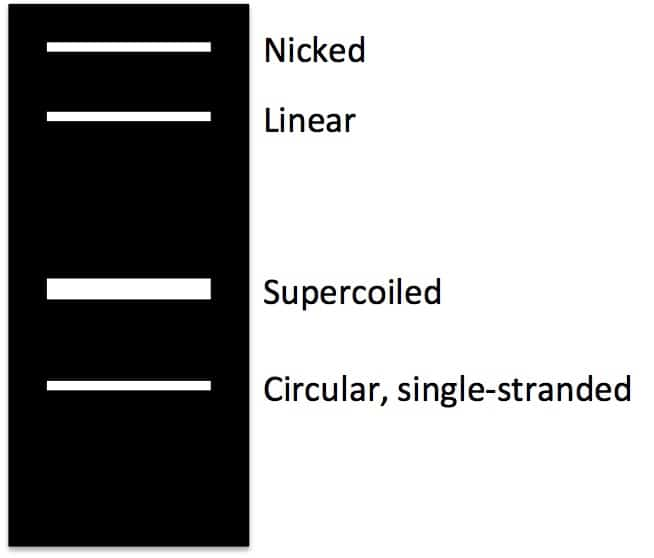 Nicked
Linear
Supercoiled
Circular, single-stranded